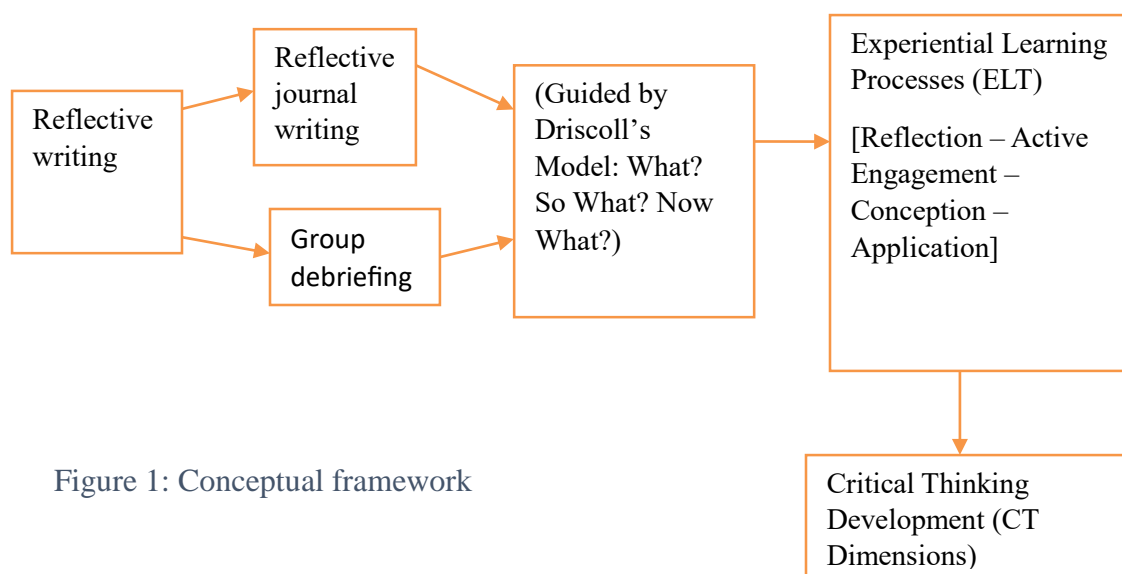 Reflective
writing
Reflective
journal
writing
Group
debriefing
(Guided by
Driscoll’s
Model: What?
So What? Now
What?)
Experiential Learning
Processes (ELT)
[Reflection – Active
Engagement –
Conception –
Application]
Figure 1: Conceptual framework
Critical Thinking
Development (CT
Dimensions)